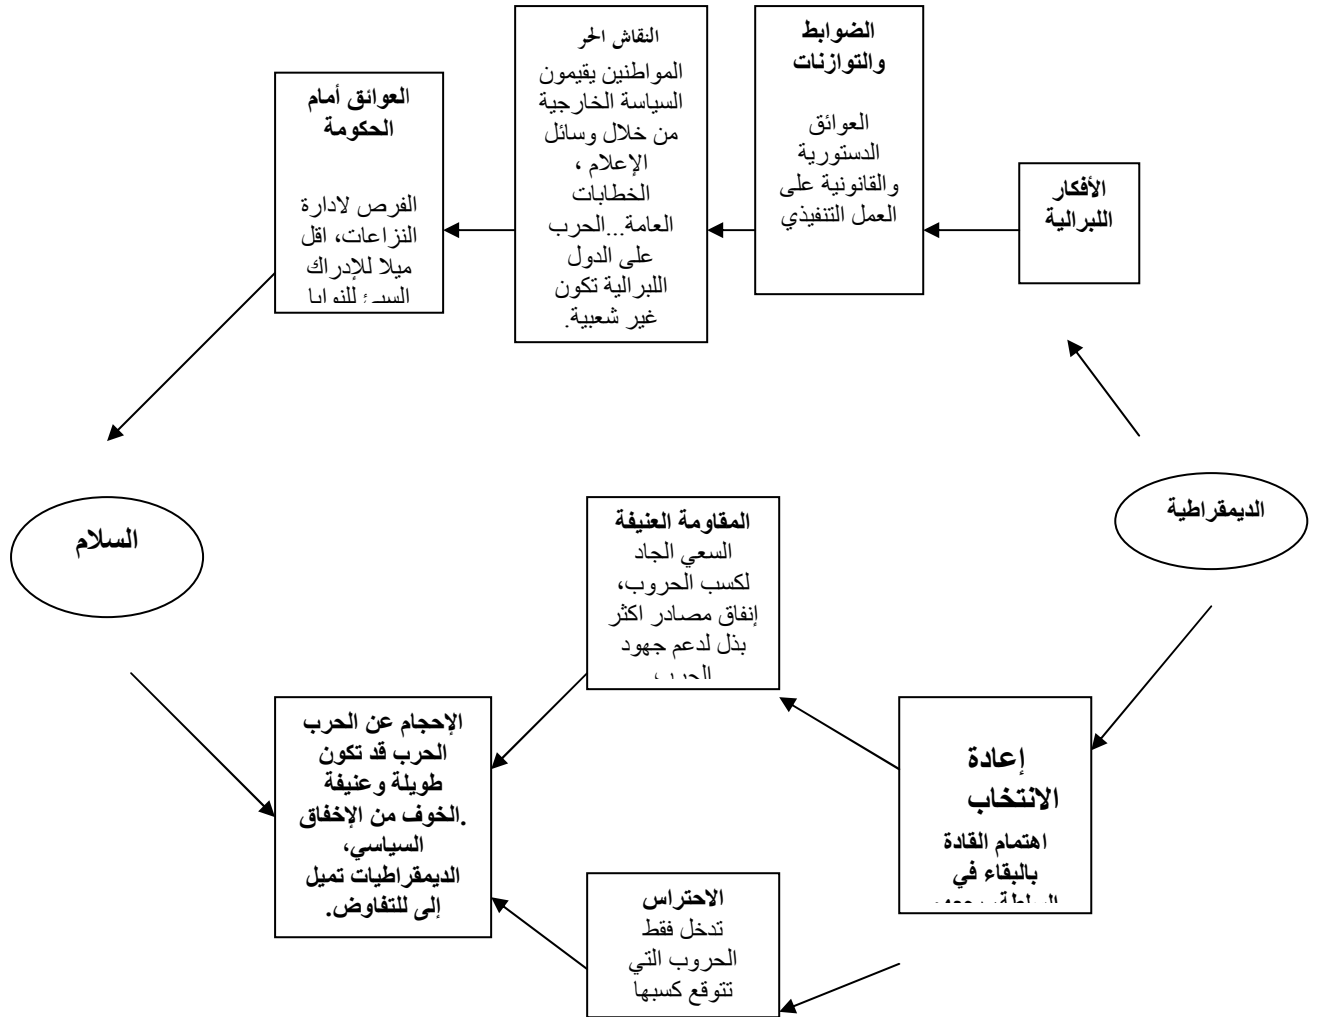 الأفكار
اللبرالية
الضوابط
والتوازنات
العوائق
الدستورية
والقانونية على
العمل التنفيذي
النقاش الحر
المواطنين يقيمون
السياسة الخارجية
من خلال وسائل
الإعلام ،
الخطابات
العامة...الحرب
على الدول
اللبرالية تكون
غير شعبية.
العوائق أمام
الحكومة
الفرص لادارة
النزاعات، اقل
ميلا للإدراك
السيئ للنوايا
الديمقراطية
السلام
المقاومة العنيفة
السعي الجاد
لكسب الحروب،
إنفاق مصادر اكثر
بذل لدعم جهود
الحرب
إعادة
الانتخاب
اهتمام القادة
بالبقاء في
الإحجام عن الحرب
الحرب قد تكون
طويلة وعنيفة
.الخوف من الإخفاق
السياسي،
الديمقراطيات تميل
إلى للتفاوض.
الاحتراس
تدخل فقط
الحروب التي
تتوقع كسبها